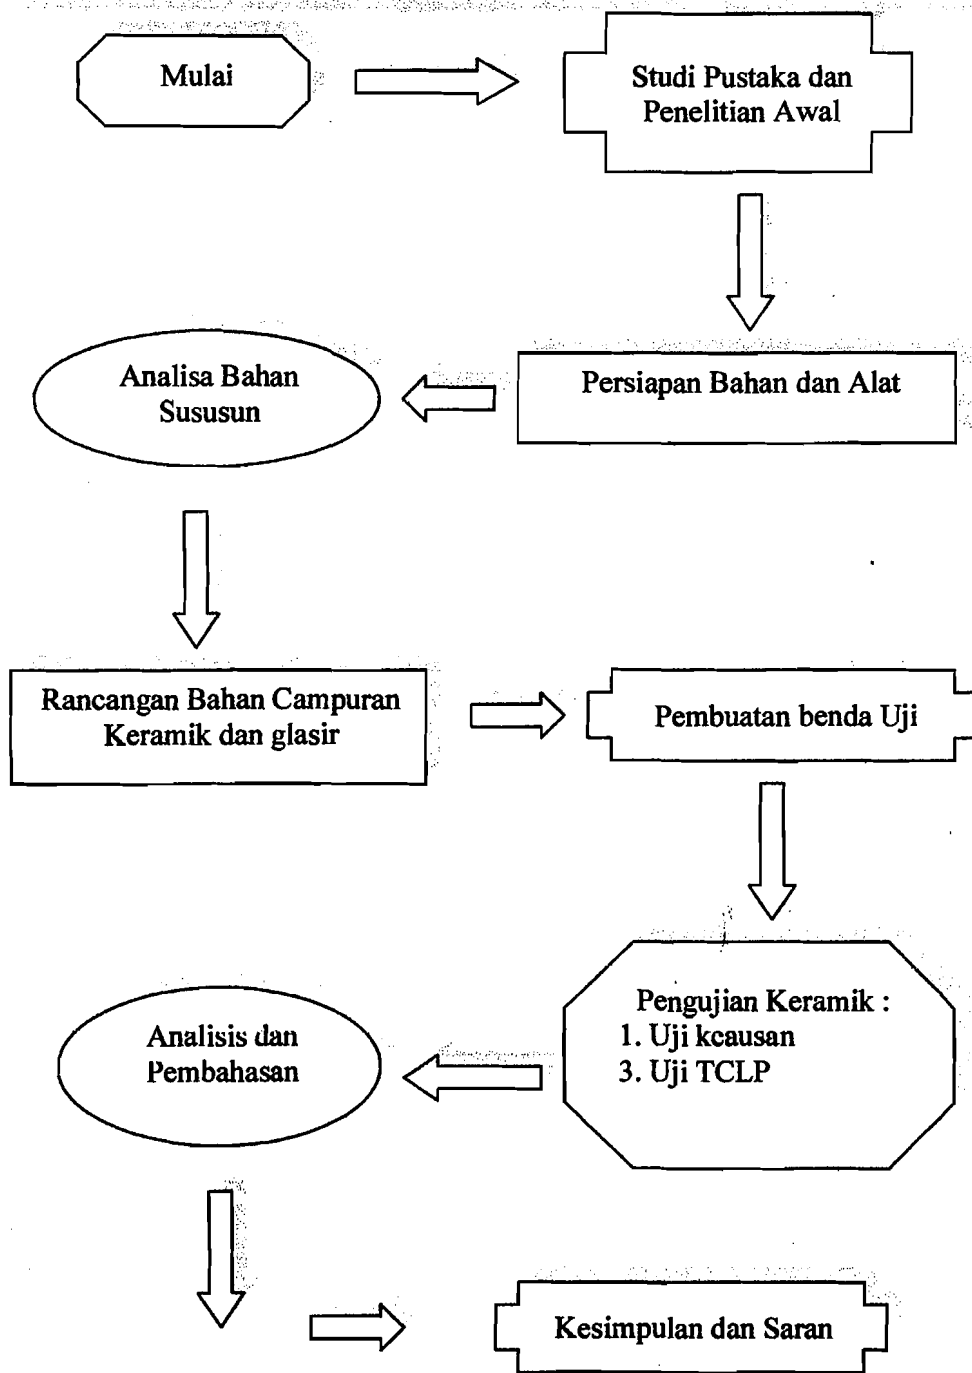 Mulai
Studi Pustaka dan
Penelitian Awal
Persiapan Bahan dan Alat
Analisa Bahan
Sususun
Rancangan Bahan Campuran
Keramik dan glasir
Pembuatan benda Uji
Pengujian Keramik :
1. Uji keausan
3. Uji TCLP
Analisis dan
Pembahasan
Kesimpulan dan Saran